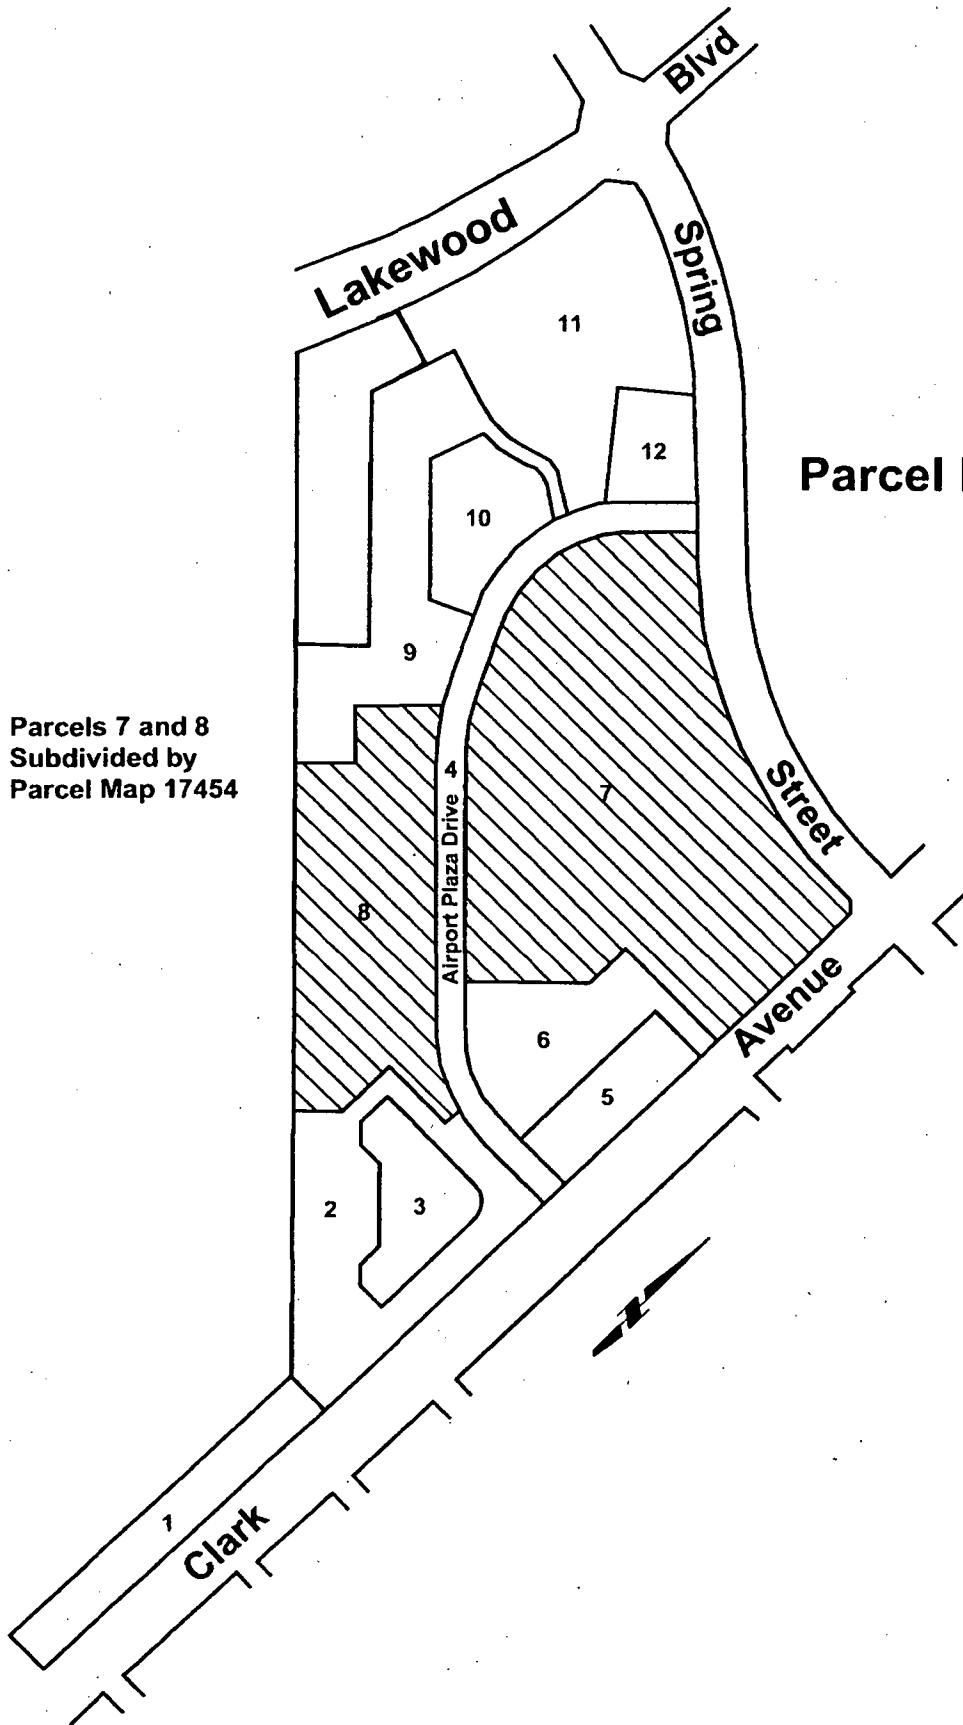 Blvd
Lakewood
Spring
11
12
Parcel
10
9
Parcels 7 and 8
Subdivided by
Parcel Map 17454
4
7
Street
Airport Plaza Drive
8
Avenue
6
5
2
3
1
Clark